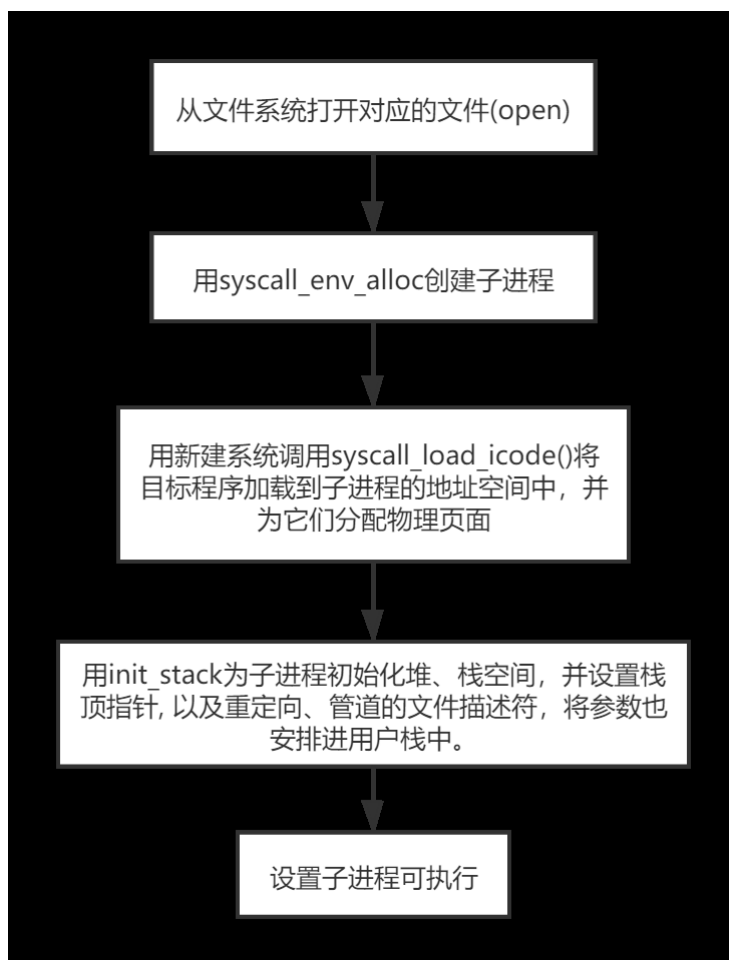 从文件系统打开对应的文件(open)
用syscall_env_alloc创建子进程
用新建系统调用syscall_load_icode()将
目标程序加载到子进程的地址空间中，并
为它们分配物理页面
用init_stack为子进程初始化堆、栈空间，并设置栈
顶指针, 以及重定向、管道的文件描述符，将参数也
安排进用户栈中。
设置子进程可执行